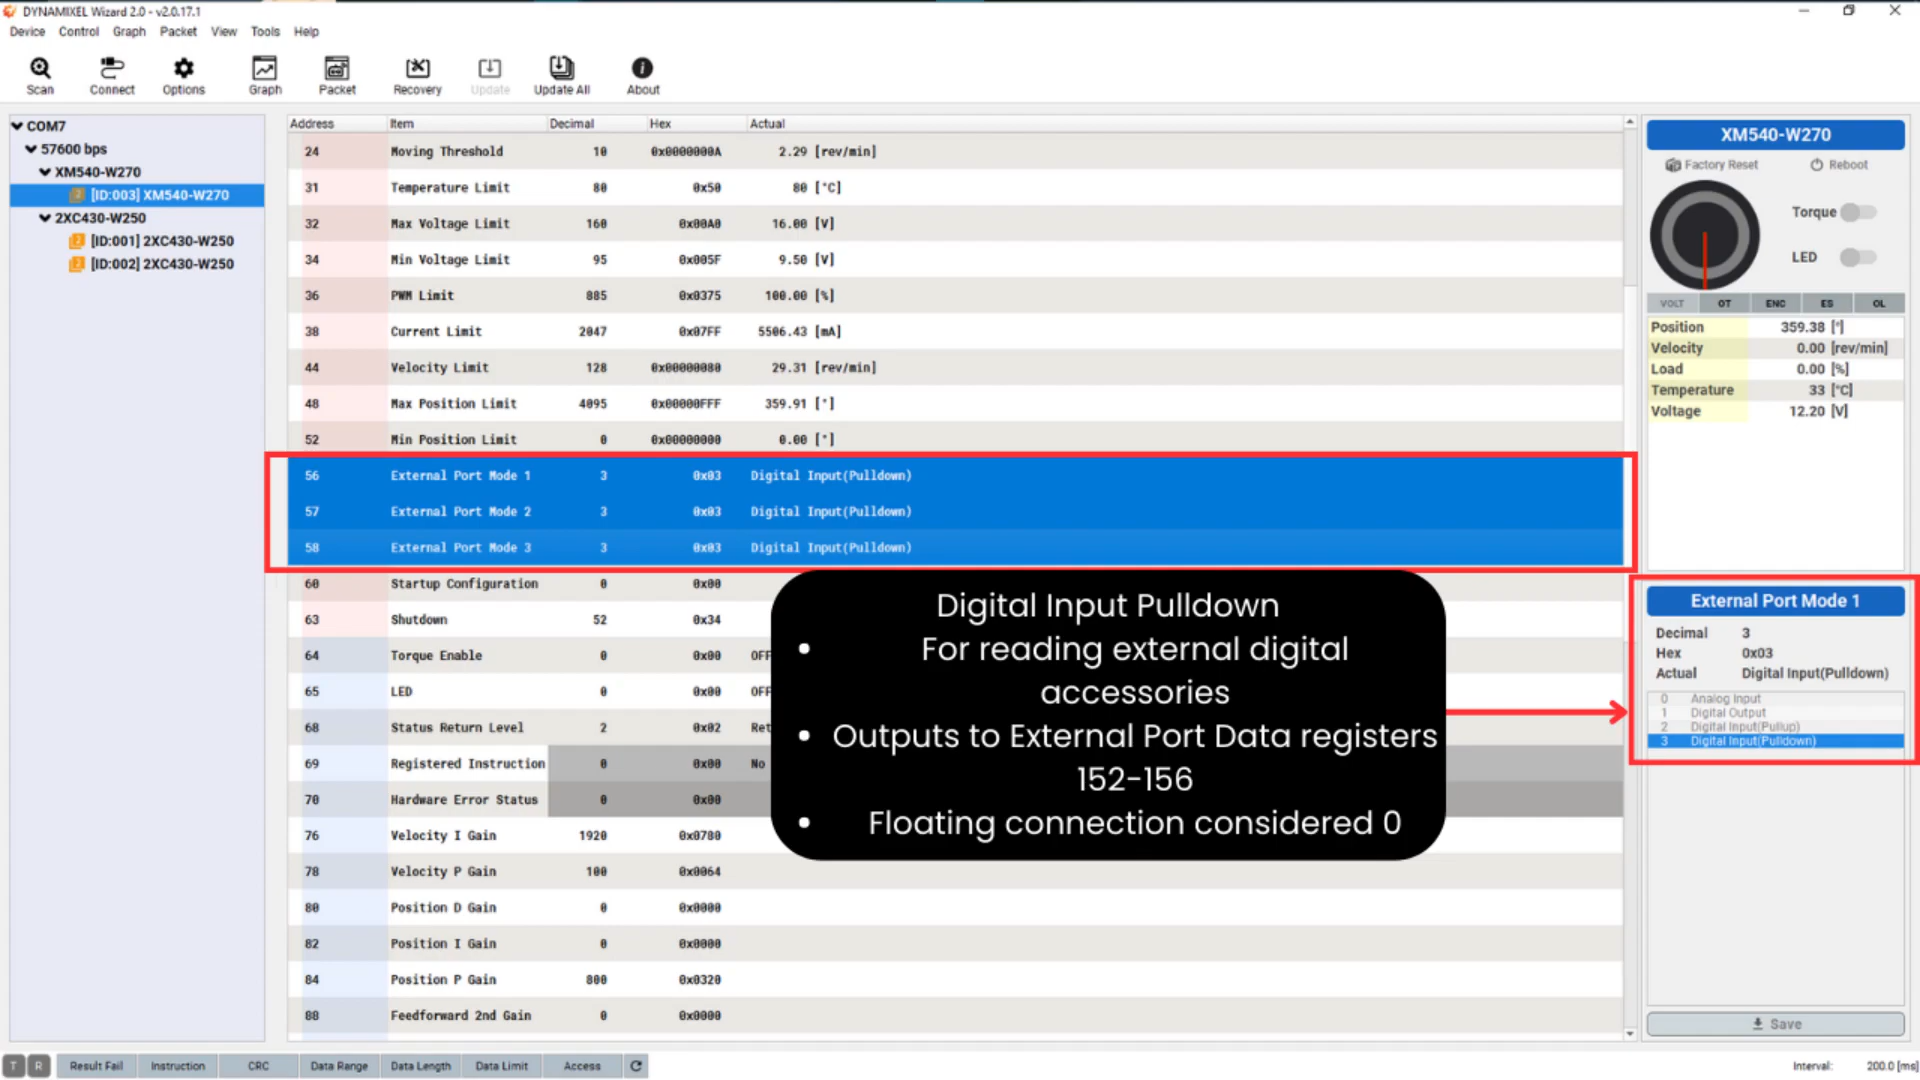 DYNAMIXEL Wizard 2.0 - v2.0.17.1
Device Control Graph Packet View Tools Help
Scan Connect Options Graph Packet Recovery Update Update All About
COM7
57600 bps
XM540-W270
[ID:003] XM540-W270
2XC430-W250
[ID:001] 2XC430-W250
[ID:002] 2XC430-W250
Address Item Decimal Hex Actual
24 Moving Threshold 10 0x0000000A 2.29 [rev/min]
31 Temperature Limit 80 0x50 80 [°C]
32 Max Voltage Limit 160 0x00A0 16.00 [V]
34 Min Voltage Limit 95 0x005F 9.50 [V]
36 PWM Limit 885 0x0375 100.00 [%]
38 Current Limit 2047 0x07FF 5506.43 [mA]
44 Velocity Limit 128 0x00000080 29.31 [rev/min]
48 Max Position Limit 4095 0x00000FFF 359.91 [°]
52 Min Position Limit 0 0x00000000 0.00 [°]
56 External Port Mode 1 3 0x03 Digital Input(Pulldown)
57 External Port Mode 2 3 0x03 Digital Input(Pulldown)
58 External Port Mode 3 3 0x03 Digital Input(Pulldown)
60 Startup Configuration 0 0x00
63 Shutdown 52 0x34
64 Torque Enable 0 0x00 OFF
65 LED 0 0x00 OFF
68 Status Return Level 2 0x02 Ret
69 Registered Instruction 0 0x00 No
70 Hardware Error Status 0 0x00
76 Velocity I Gain 1920 0x0780
78 Velocity P Gain 100 0x0064
80 Position D Gain 0 0x0000
82 Position I Gain 0 0x0000
84 Position P Gain 800 0x0320
88 Feedforward 2nd Gain 0 0x0000
Digital Input Pulldown
• For reading external digital
accessories
• Outputs to External Port Data registers
152-156
• Floating connection considered 0
XM540-W270
Factory Reset Reboot
Torque
LED
VOLT OT ENC ES OL
Position 359.38 [°]
Velocity 0.00 [rev/min]
Load 0.00 [%]
Temperature 33 [°C]
Voltage 12.20 [V]
External Port Mode 1
Decimal 3
Hex 0x03
Actual Digital Input(Pulldown)
0 Analog Input
1 Digital Output
2 Digital Input(Pullup)
3 Digital Input(Pulldown)
Save
T R Result Fail Instruction CRC Data Range Data Length Data Limit Access Interval: 200.0 [ms]